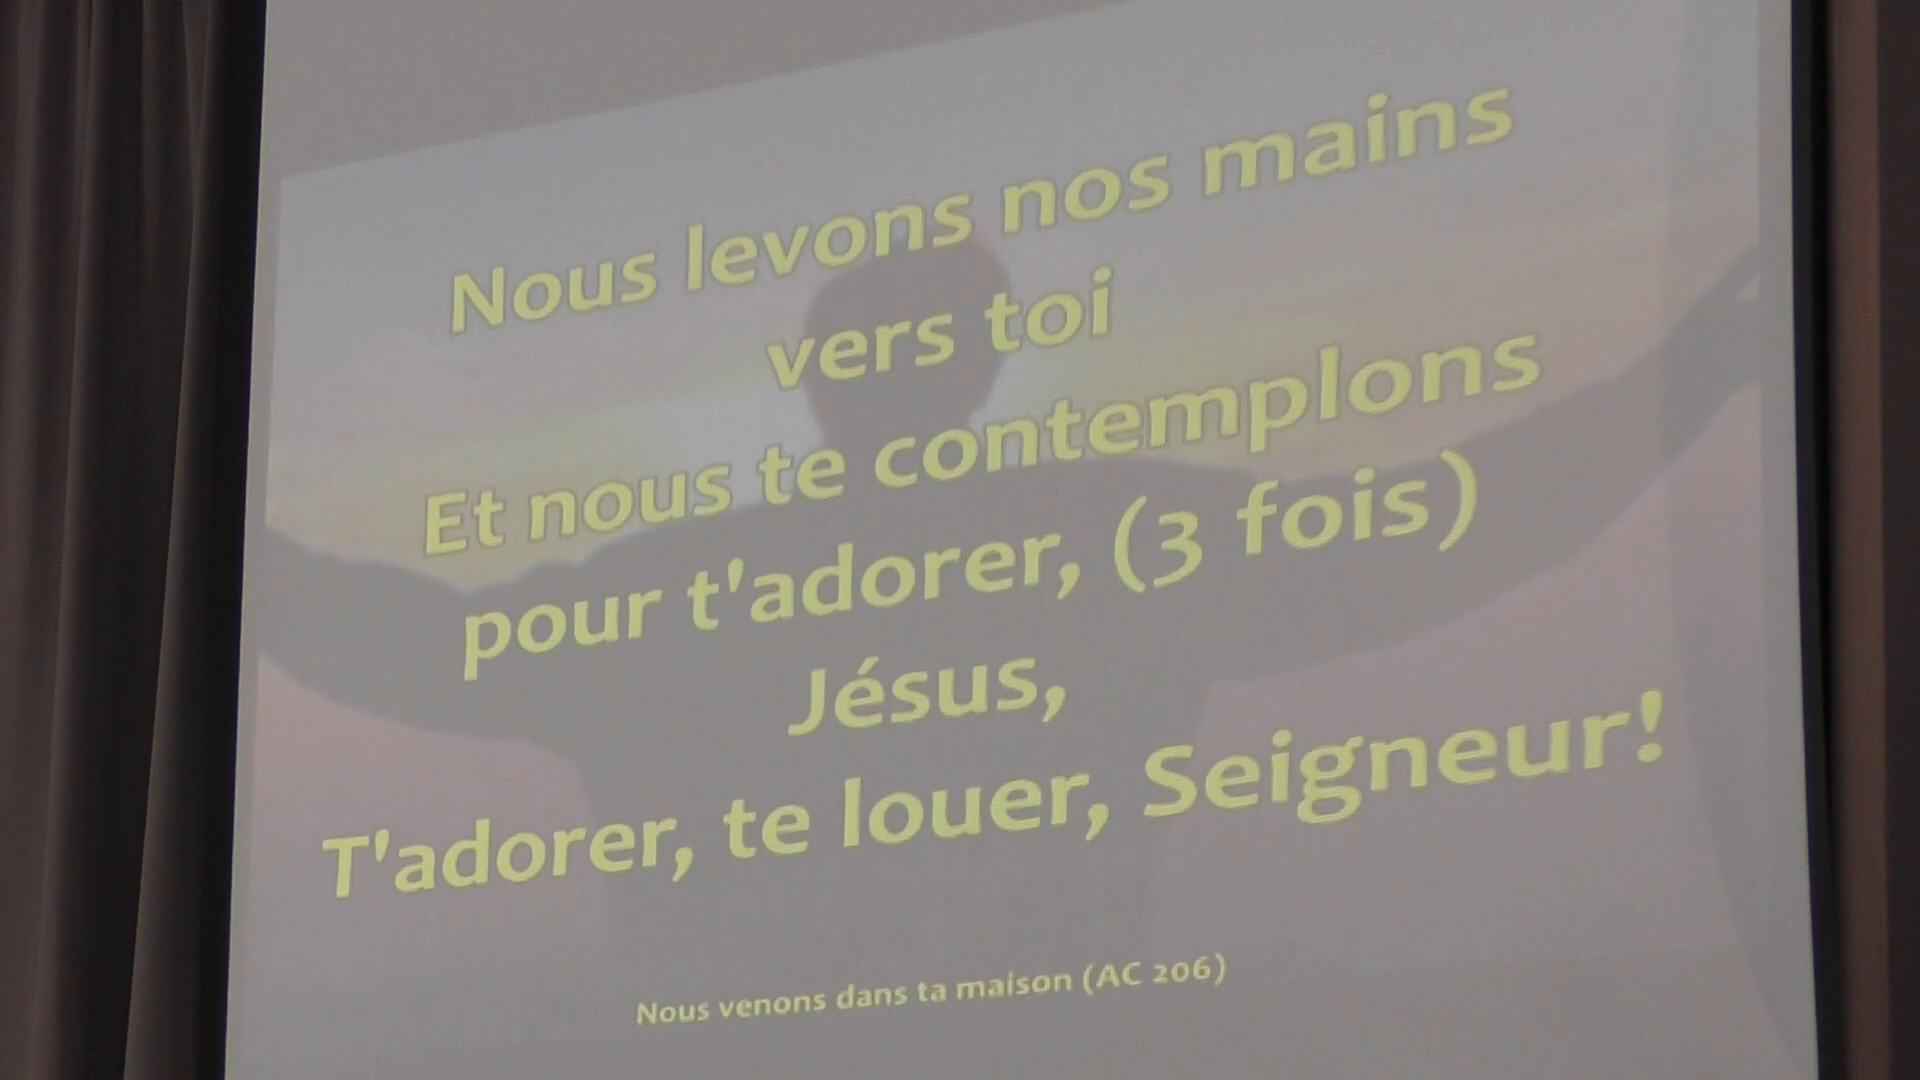 Nous levons nos mains
vers toi
Et nous te contemplons
pour t'adorer, (3 fois)
Jésus,
T'adorer, te louer, Seigneur!
Nous venons dans ta maison (AC 206)